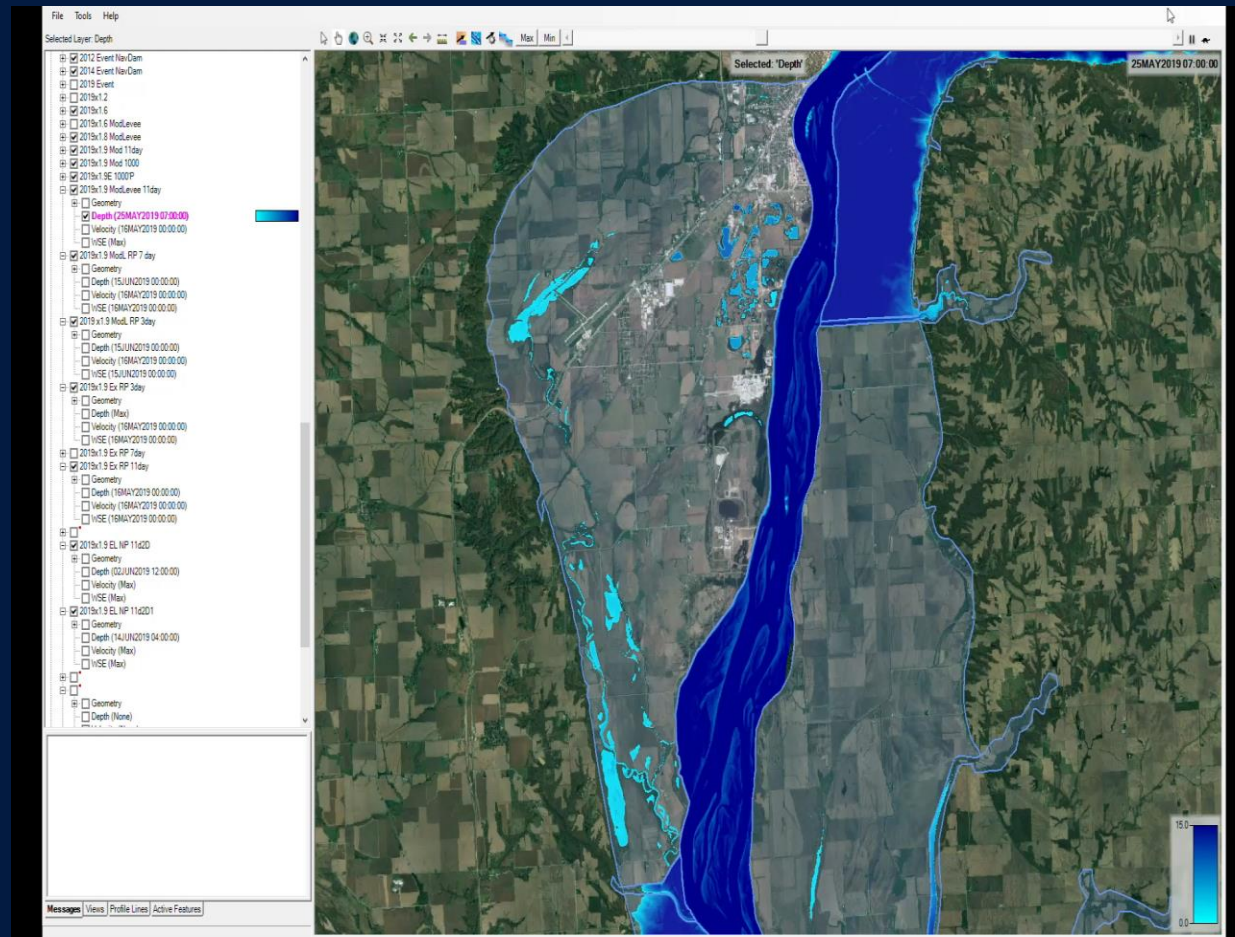 File Tools Help
Selected Layer: Depth
Max Min
2012 Event NavDam
2014 Event NavDam
2019 Event
2019x1.2
2019x1.6
2019x1.6 ModLevee
2019x1.8 ModLevee
2019x1.9 Mod 11day
2019x1.9 Mod 1000
2019x1.9E 1000'P
2019x1.9 ModLevee 11day
Geometry
Depth (25MAY2019 07:00:00)
Velocity (16MAY2019 00:00:00)
WSE (Max)
2019x1.9 ModL RP 7 day
Geometry
Depth (15JUN2019 00:00:00)
Velocity (16MAY2019 00:00:00)
WSE (16MAY2019 00:00:00)
2019 x1.9 ModL RP 3day
Geometry
Depth (15JUN2019 00:00:00)
Velocity (16MAY2019 00:00:00)
WSE (15JUN2019 00:00:00)
2019x1.9 Ex RP 3day
Geometry
Depth (Max)
Velocity (16MAY2019 00:00:00)
WSE (16MAY2019 00:00:00)
2019x1.9 Ex RP 7day
2019x1.9 Ex RP 11day
Geometry
Depth (16MAY2019 00:00:00)
Velocity (16MAY2019 00:00:00)
WSE (16MAY2019 00:00:00)
2019x1.9 EL NP 11d2D
Geometry
Depth (02JUN2019 12:00:00)
Velocity (Max)
WSE (Max)
2019x1.9 EL NP 11d2D1
Geometry
Depth (14JUN2019 04:00:00)
Velocity (Max)
WSE (Max)
Geometry
Depth (None)
Messages Views Profile Lines Active Features
Selected: 'Depth'
25MAY2019 07:00:00
15.0
0.0